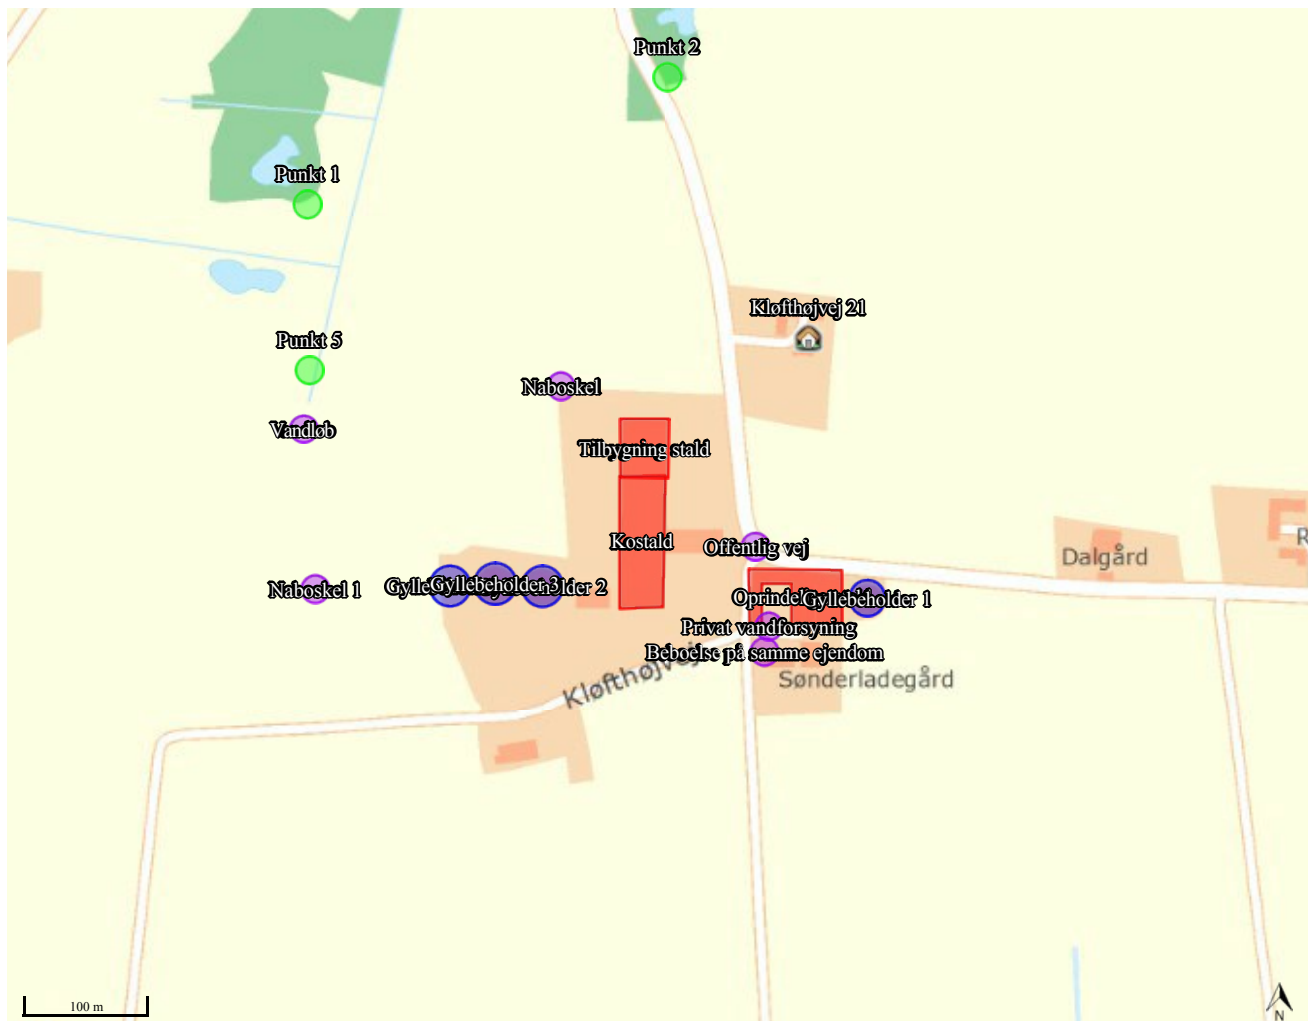 Punkt 2
Punkt 1
Kløfthøjvej 21
Punkt 5
Naboskel
Vandløb
Tilbygning stald
Kostald
Offentlig vej
Dalgård
R
Naboskel 1
Gyllebeholder 3
2
Gyllebeholder 1
Privat vandforsyning
Beboelse på samme ejendom
Kløfthøjvej
Sønderladegård
100 m
N